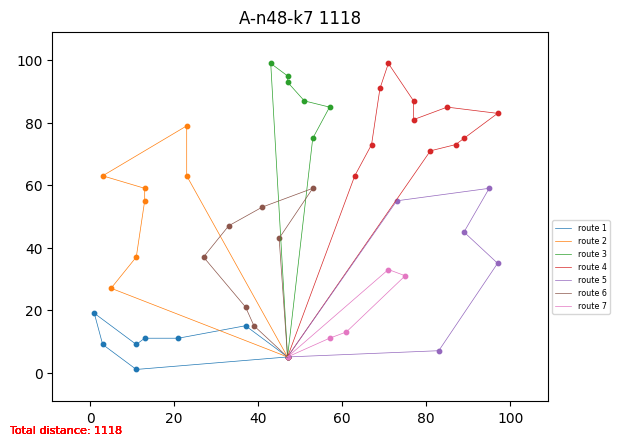 A-n48-k7 1118
100
80
60
40
20
0
0 20 40 60 80 100
route 1
route 2
route 3
route 4
route 5
route 6
route 7
Total distance: 1118